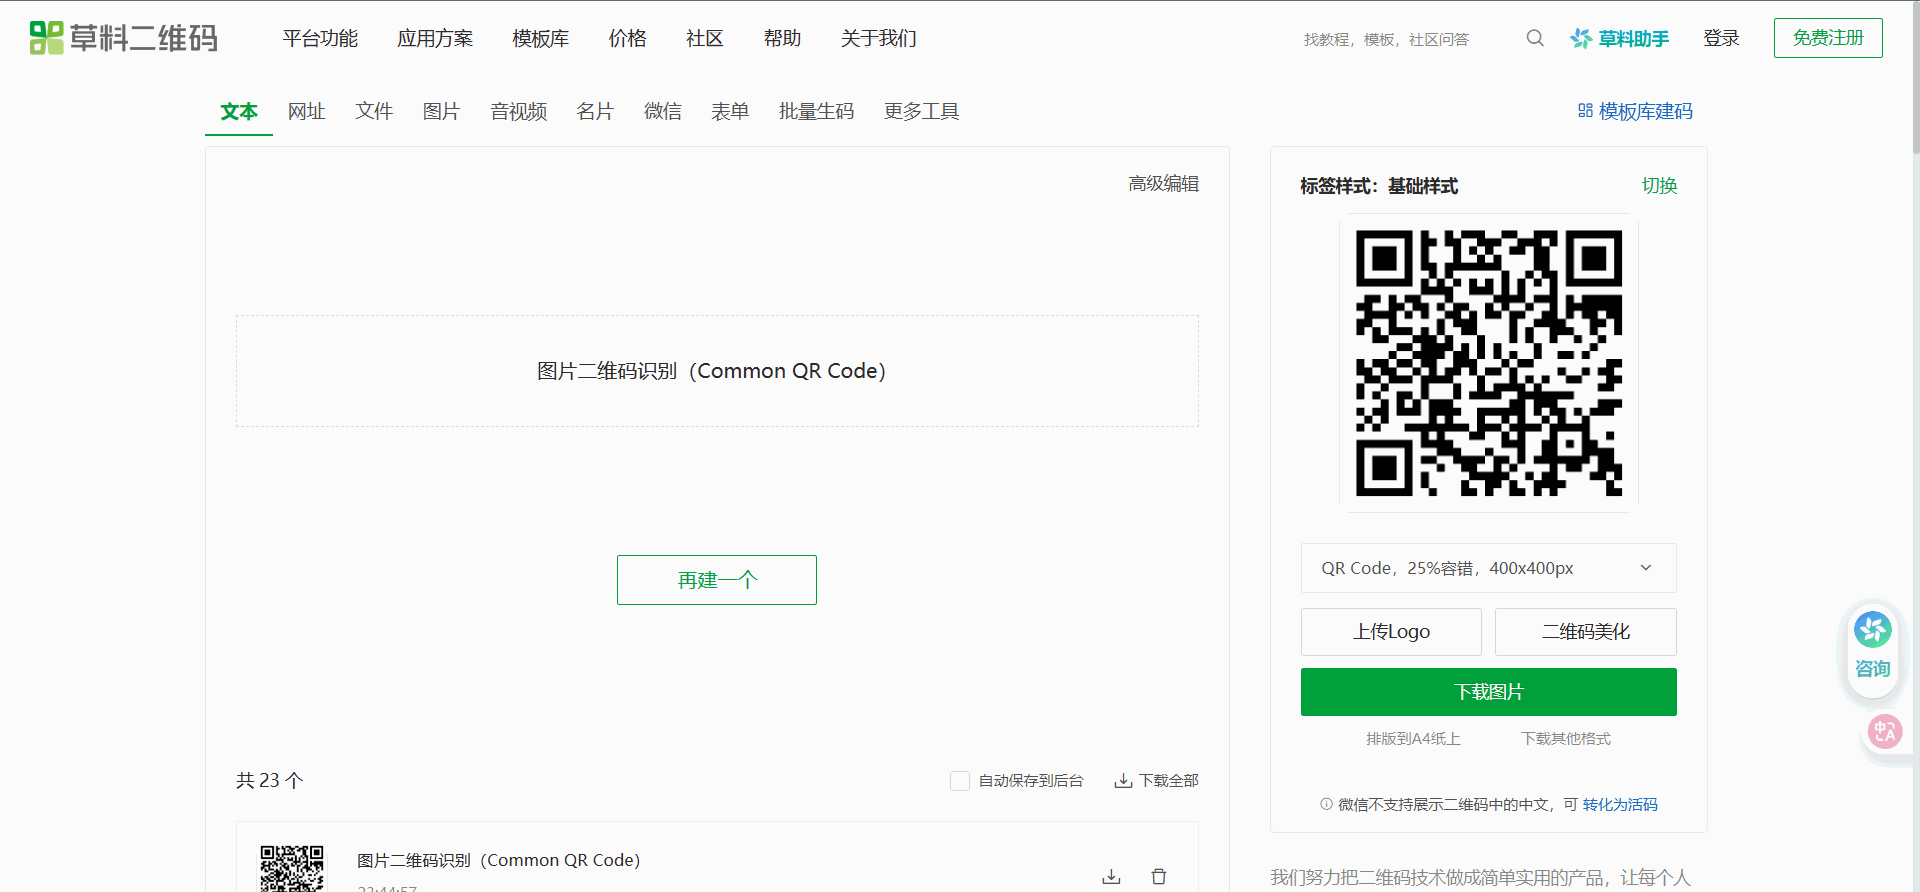 草料二维码
平台功能 应用方案 模板库 价格 社区 帮助 关于我们
找教程，模板，社区问答
草料助手 登录 免费注册
文本 网址 文件 图片 音视频 名片 微信 表单 批量生码 更多工具
模板库建码
高级编辑
图片二维码识别（Common QR Code）
再建一个
共 23 个
自动保存到后台 下载全部
图片二维码识别（Common QR Code）
22:44:57
标签样式：基础样式 切换
QR Code，25%容错，400x400px
上传Logo 二维码美化
下载图片
排版到A4纸上 下载其他格式
微信不支持展示二维码中的中文，可 转化为活码
我们努力把二维码技术做成简单实用的产品，让每个人
咨询
中A